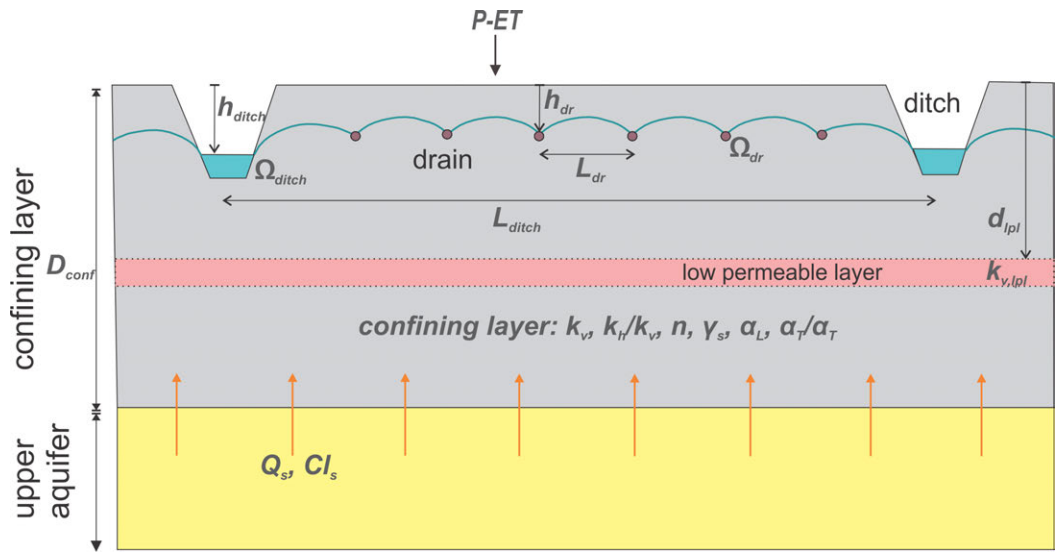 P-ET
h_ditch
h_dr
ditch
drain
Ω_ditch
Ω_dr
L_dr
L_ditch
d_lpl
confining layer
D_conf
low permeable layer
k_v,lpl
confining layer: k_v, k_h/k_v, n, γ_s, α_L, α_T/α_T
upper
aquifer
Q_s, Cl_s